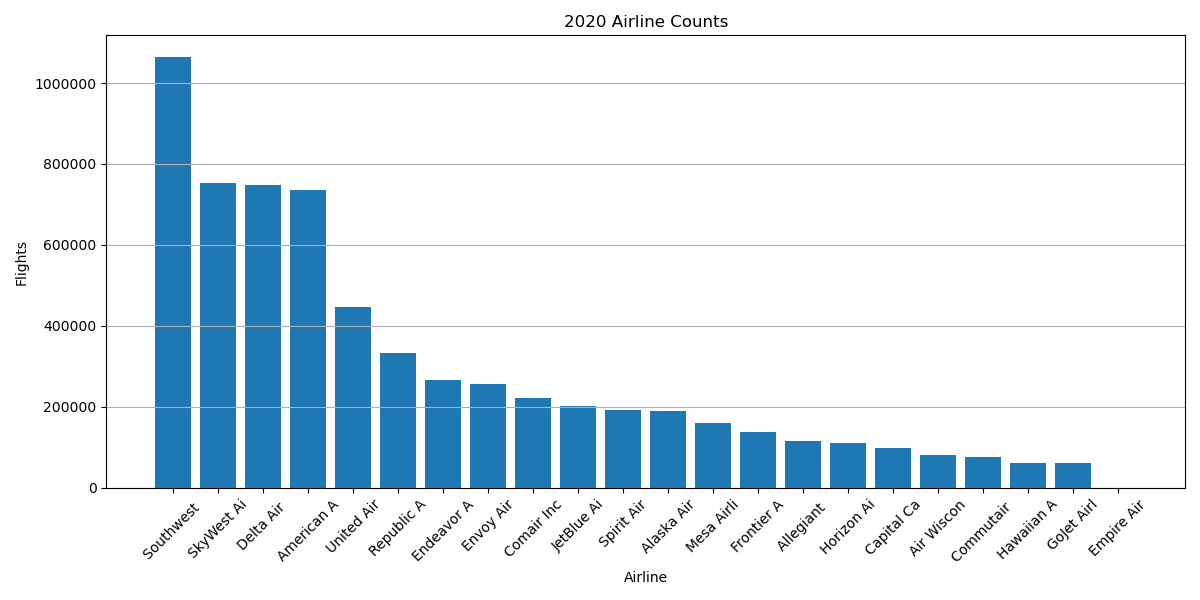 2020 Airline Counts
Flights
1000000
800000
600000
400000
200000
0
Southwest
SkyWest Ai
Delta Air
American A
United Air
Republic A
Endeavor A
Envoy Air
Comair Inc
JetBlue Ai
Spirit Air
Alaska Air
Mesa Airli
Frontier A
Allegiant
Horizon Ai
Capital Ca
Air Wiscon
Commutair
Hawaiian A
GoJet Airl
Empire Air
Airline